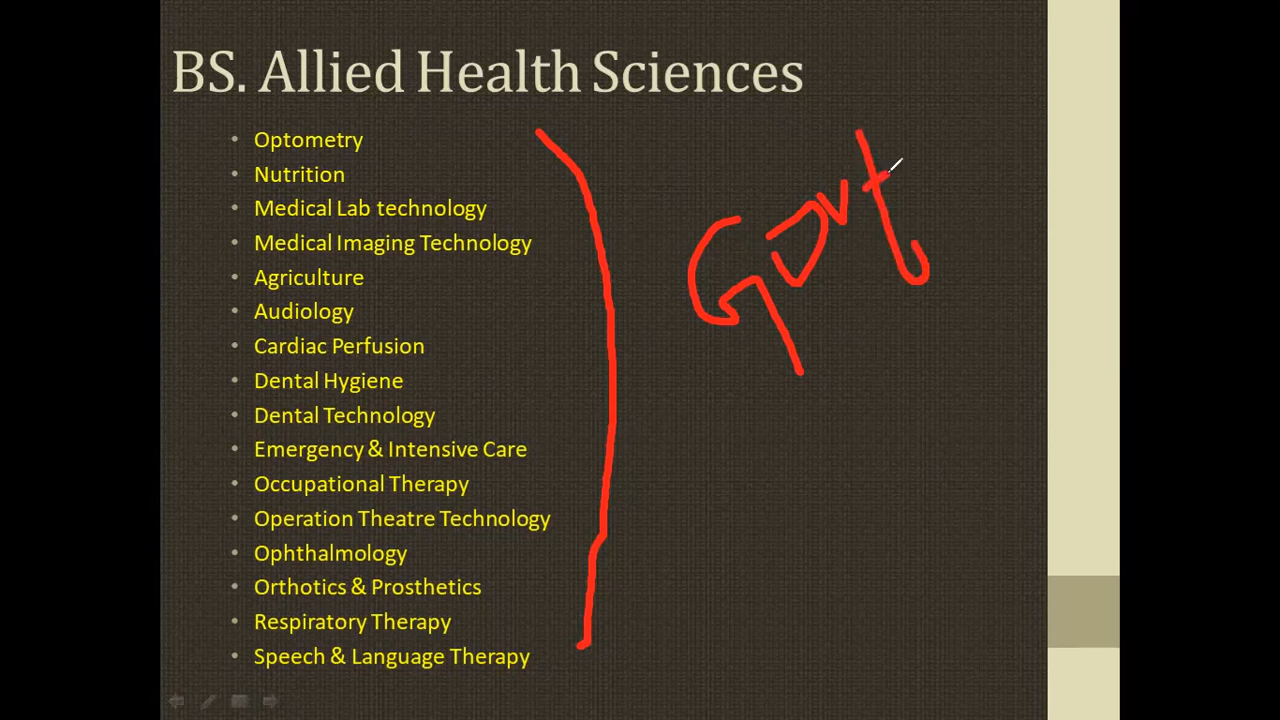 BS. Allied Health Sciences
• Optometry
• Nutrition
• Medical Lab technology
• Medical Imaging Technology
• Agriculture
• Audiology
• Cardiac Perfusion
• Dental Hygiene
• Dental Technology
• Emergency & Intensive Care
• Occupational Therapy
• Operation Theatre Technology
• Ophthalmology
• Orthotics & Prosthetics
• Respiratory Therapy
• Speech & Language Therapy
Govt